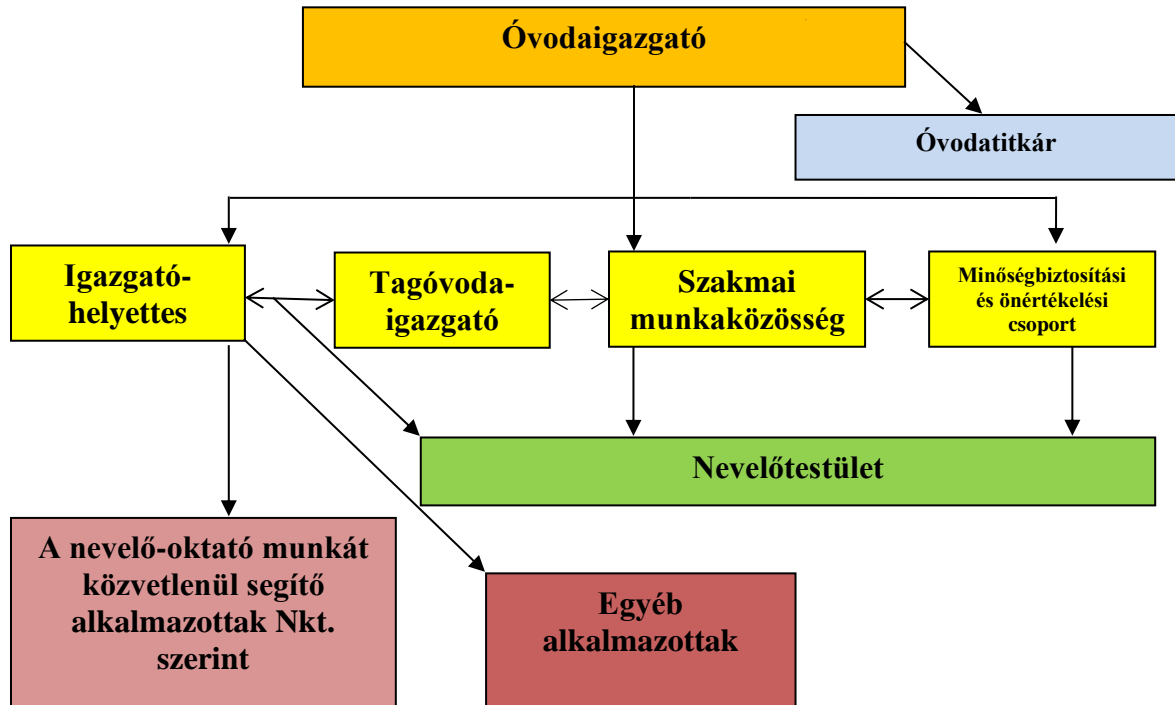 Óvodaigazgató
Óvodatitkár
Igazgató-
helyettes
Tagóvoda-
igazgató
Szakmai
munkaközösség
Minőségbiztosítási
és önértékelési
csoport
Nevelőtestület
A nevelő-oktató munkát
közvetlenül segítő
alkalmazottak Nkt.
szerint
Egyéb
alkalmazottak